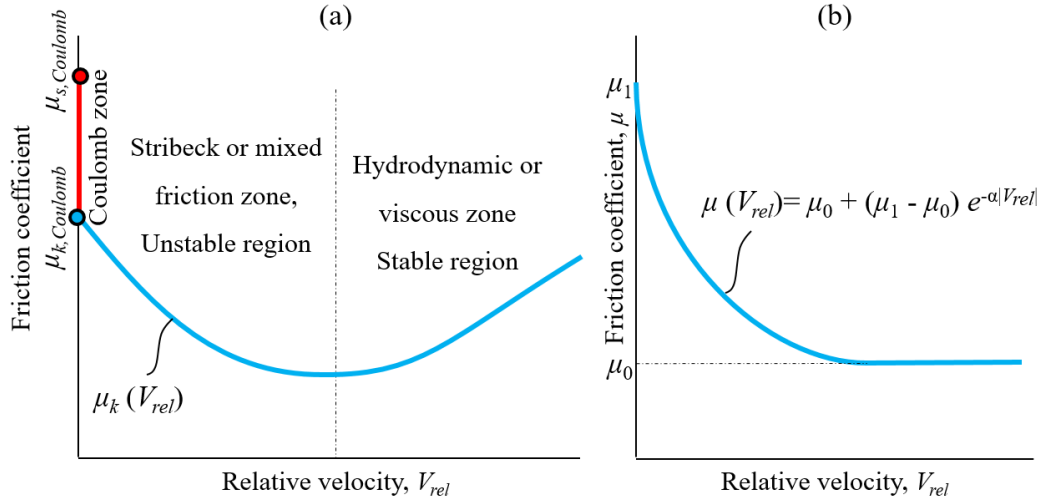 (a)
Friction coefficient
μs,Coulomb
μk,Coulomb
Coulomb zone
Stribeck or mixed
friction zone,
Unstable region
Hydrodynamic or
viscous zone
Stable region
μk (Vrel)
Relative velocity, Vrel
(b)
Friction coefficient, μ
μ1
μ0
μ (Vrel)= μ0 + (μ1 - μ0) e-α|Vrel|
Relative velocity, Vrel